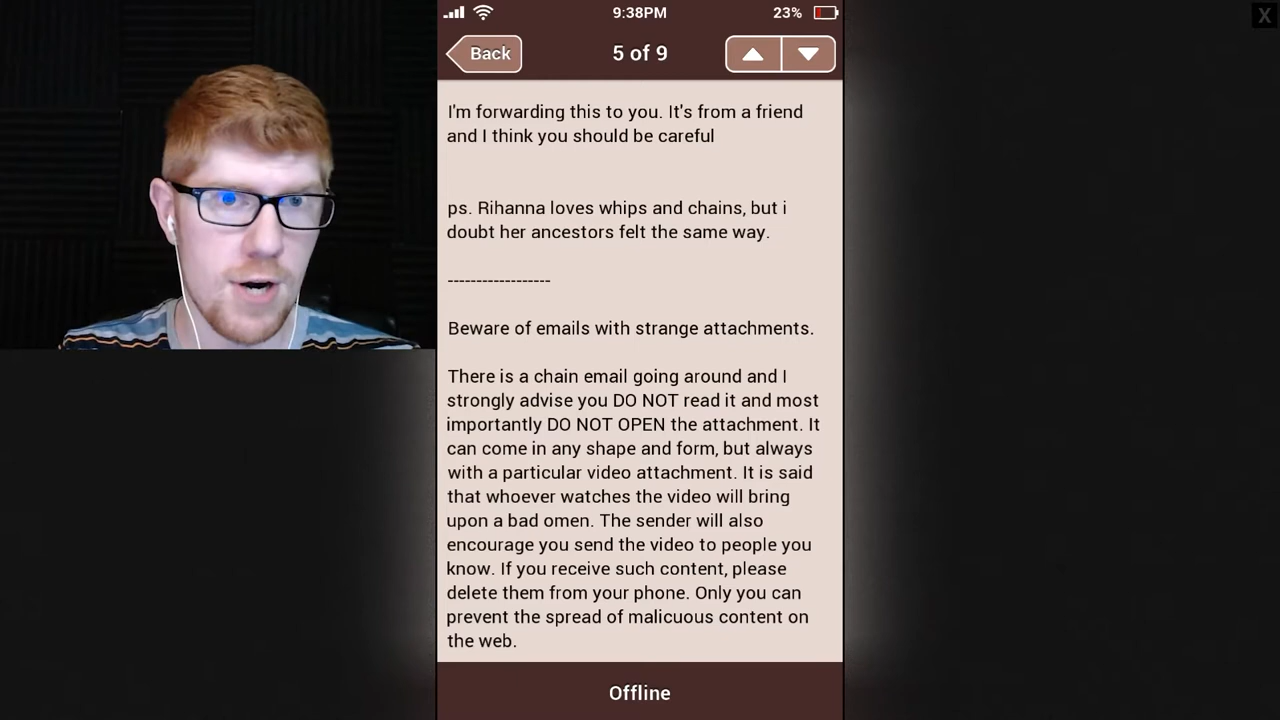 9:38PM
23%
X
Back
5 of 9
I'm forwarding this to you. It's from a friend
and I think you should be careful
ps. Rihanna loves whips and chains, but i
doubt her ancestors felt the same way.
------------------
Beware of emails with strange attachments.
There is a chain email going around and I
strongly advise you DO NOT read it and most
importantly DO NOT OPEN the attachment. It
can come in any shape and form, but always
with a particular video attachment. It is said
that whoever watches the video will bring
upon a bad omen. The sender will also
encourage you send the video to people you
know. If you receive such content, please
delete them from your phone. Only you can
prevent the spread of malicuous content on
the web.
Offline